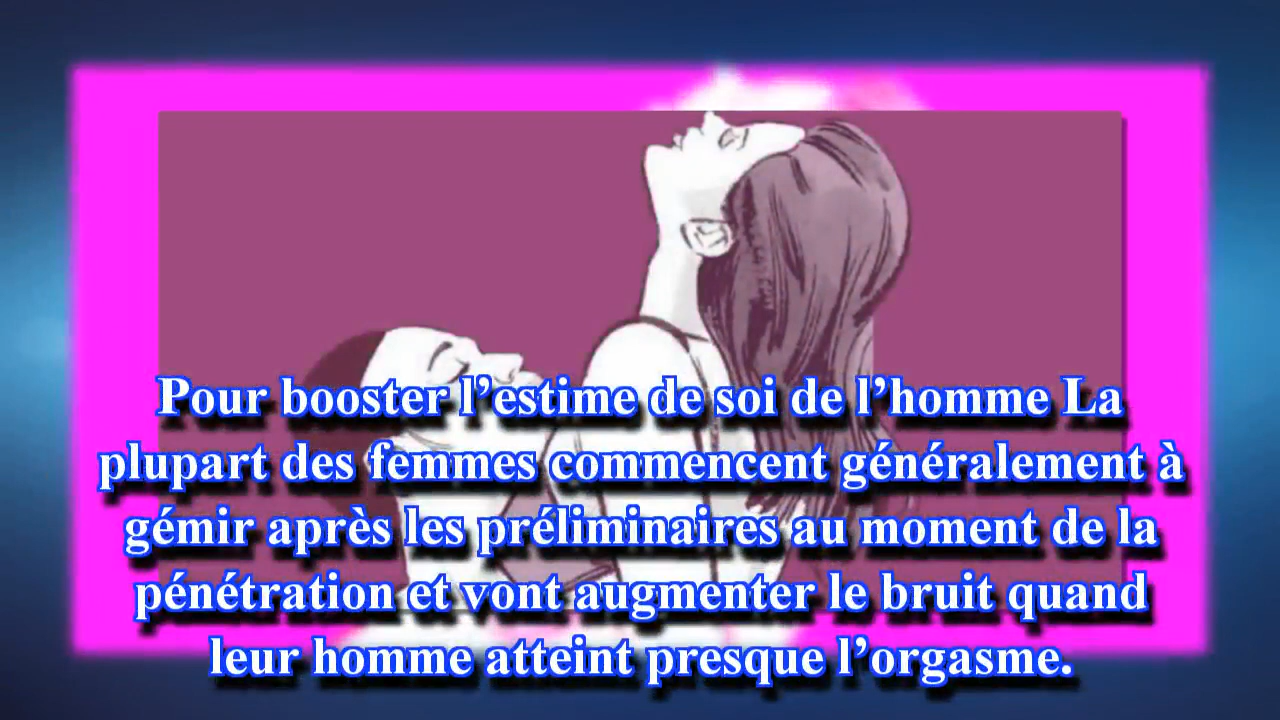 Pour booster l’estime de soi de l’homme La
plupart des femmes commencent généralement à
gémir après les préliminaires au moment de la
pénétration et vont augmenter le bruit quand
leur homme atteint presque l’orgasme.